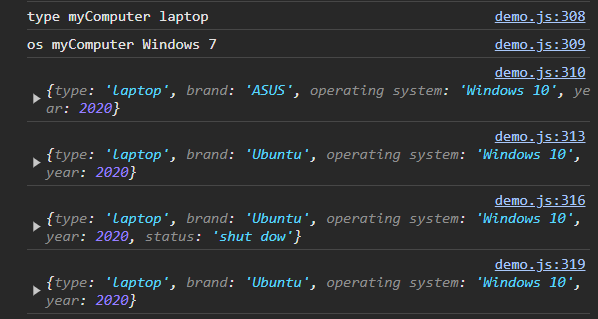 type myComputer laptop demo.js:308
os myComputer Windows 7 demo.js:309
demo.js:310
{type: 'laptop', brand: 'ASUS', operating system: 'Windows 10', ye
ar: 2020}
demo.js:313
{type: 'laptop', brand: 'Ubuntu', operating system: 'Windows 10',
year: 2020}
demo.js:316
{type: 'laptop', brand: 'Ubuntu', operating system: 'Windows 10',
year: 2020, status: 'shut dow'}
demo.js:319
{type: 'laptop', brand: 'Ubuntu', operating system: 'Windows 10',
year: 2020}